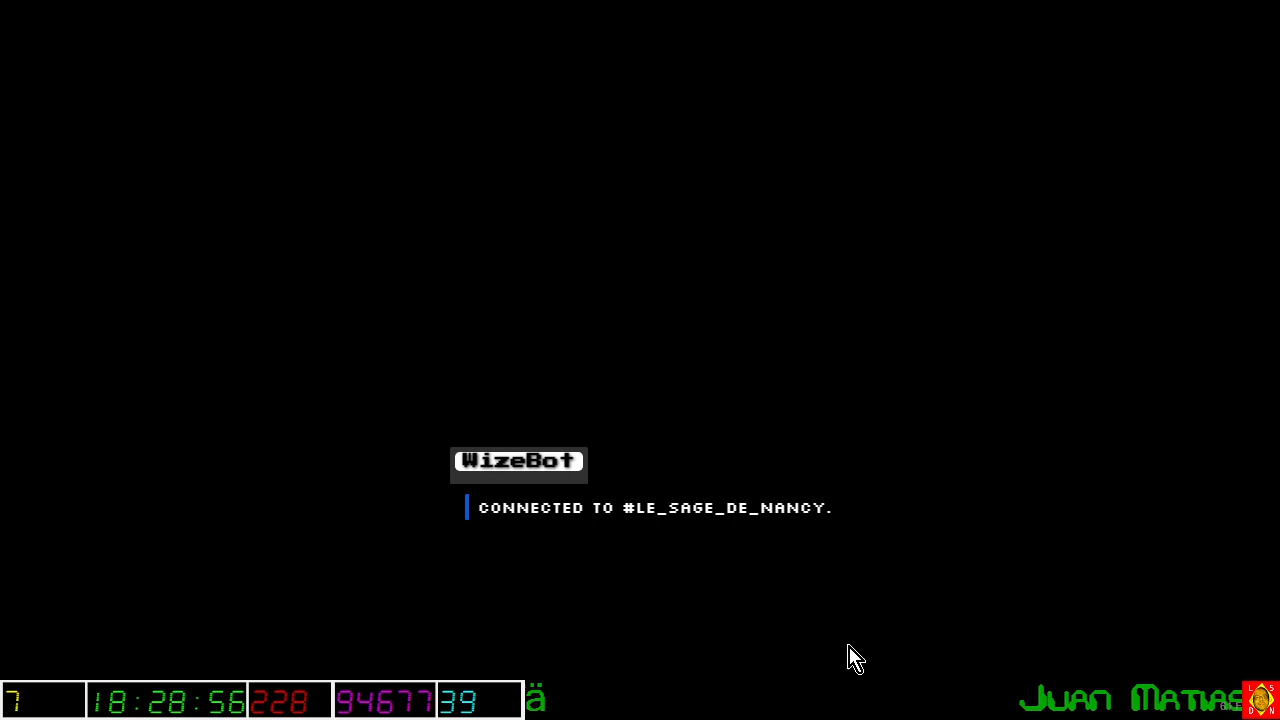 WizeBot
CONNECTED TO #LE_SAGE_DE_NANCY.
7 18:28:56 228 94677 39 ä Juan Matias
L S
D N